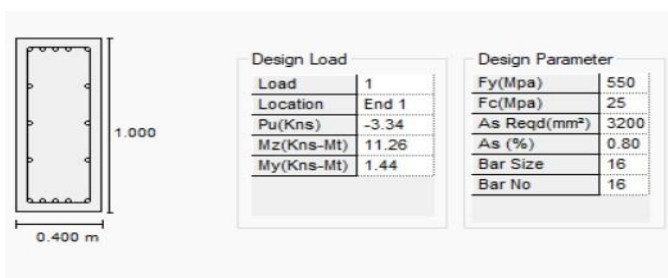 1.000
0.400 m
Design Load
Load 1
Location End 1
Pu(Kns) -3.34
Mz(Kns-Mt) 11.26
My(Kns-Mt) 1.44
Design Parameter
Fy(Mpa) 550
Fc(Mpa) 25
As Reqd(mm²) 3200
As (%) 0.80
Bar Size 16
Bar No 16